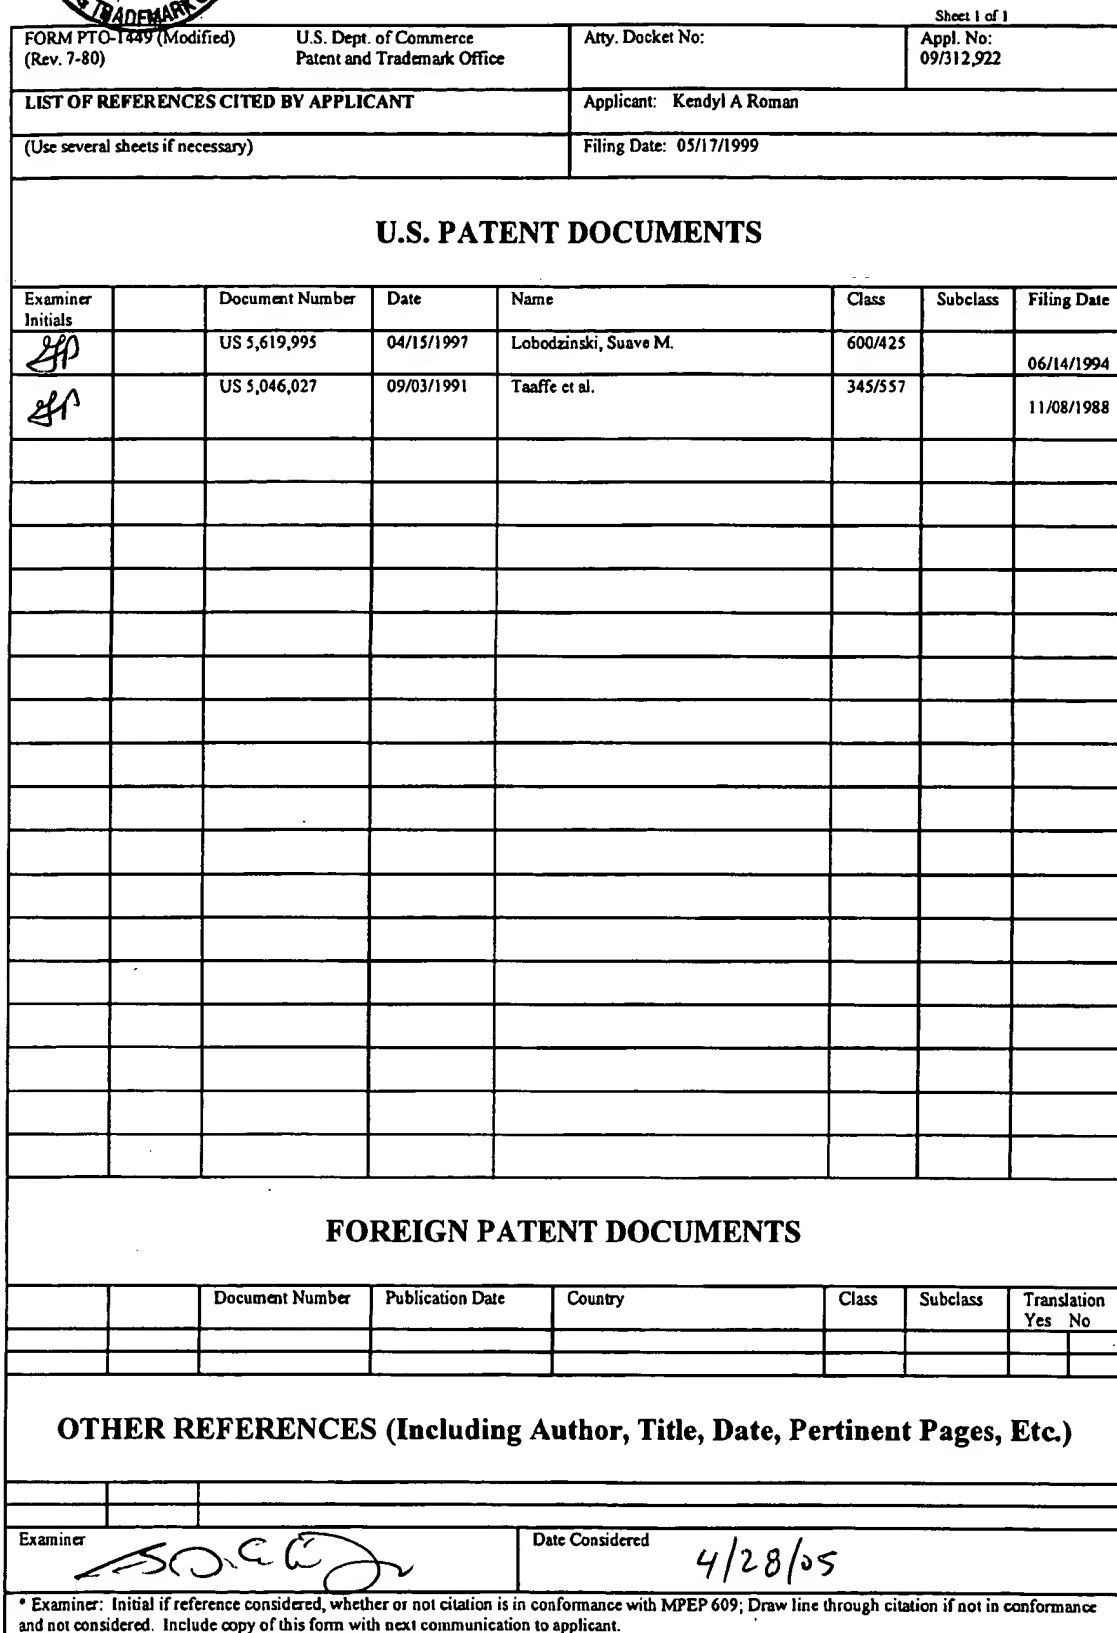 TRADEMARK
Sheet 1 of 1
FORM PTO-1449 (Modified) U.S. Dept. of Commerce Atty. Docket No: Appl. No:
(Rev. 7-80) Patent and Trademark Office 09/312,922
LIST OF REFERENCES CITED BY APPLICANT Applicant: Kendyl A Roman
(Use several sheets if necessary) Filing Date: 05/17/1999
U.S. PATENT DOCUMENTS
Examiner Document Number Date Name Class Subclass Filing Date
Initials
US 5,619,995 04/15/1997 Lobodzinski, Suave M. 600/425
06/14/1994
US 5,046,027 09/03/1991 Taaffe et al. 345/557
11/08/1988
FOREIGN PATENT DOCUMENTS
Document Number Publication Date Country Class Subclass Translation
Yes No
OTHER REFERENCES (Including Author, Title, Date, Pertinent Pages, Etc.)
Examiner Date Considered
4/28/05
* Examiner: Initial if reference considered, whether or not citation is in conformance with MPEP 609; Draw line through citation if not in conformance
and not considered. Include copy of this form with next communication to applicant.